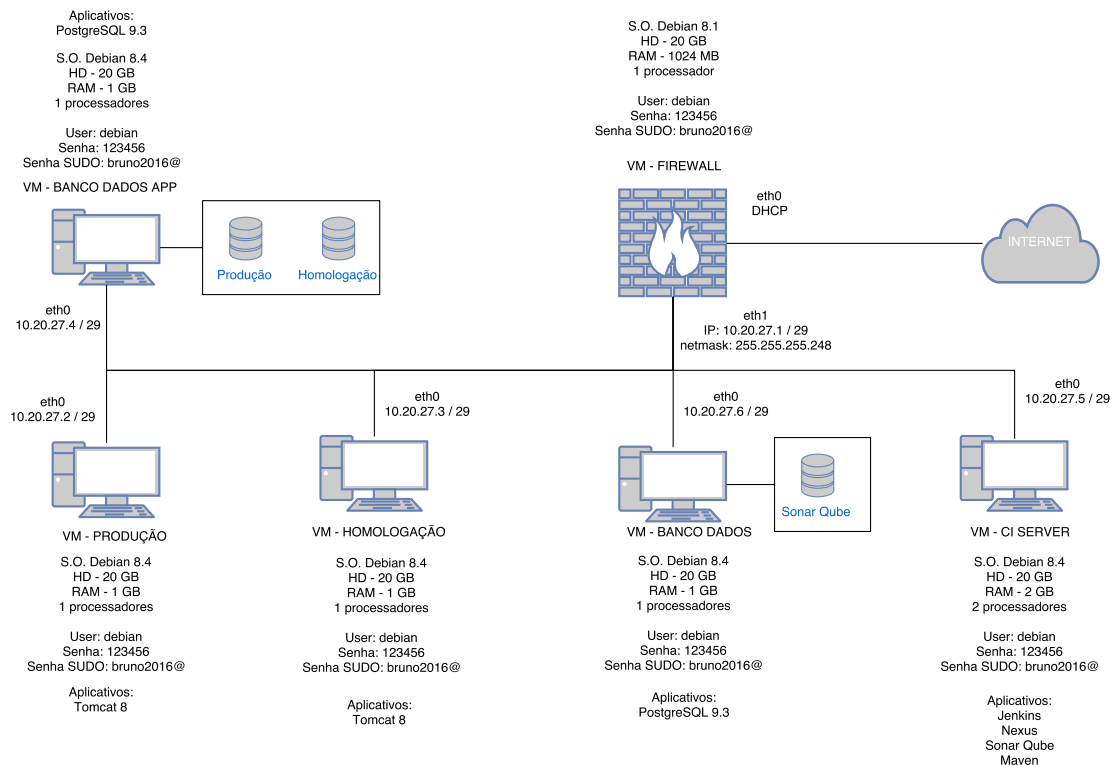 Aplicativos:
PostgreSQL 9.3
S.O. Debian 8.4
HD - 20 GB
RAM - 1 GB
1 processadores
User: debian
Senha: 123456
Senha SUDO: bruno2016@
VM - BANCO DADOS APP
Produção
Homologação
eth0
10.20.27.4 / 29
S.O. Debian 8.1
HD - 20 GB
RAM - 1024 MB
1 processador
User: debian
Senha: 123456
Senha SUDO: bruno2016@
VM - FIREWALL
eth0
DHCP
INTERNET
eth1
IP: 10.20.27.1 / 29
netmask: 255.255.255.248
eth0
10.20.27.2 / 29
VM - PRODUÇÃO
S.O. Debian 8.4
HD - 20 GB
RAM - 1 GB
1 processadores
User: debian
Senha: 123456
Senha SUDO: bruno2016@
Aplicativos:
Tomcat 8
eth0
10.20.27.3 / 29
VM - HOMOLOGAÇÃO
S.O. Debian 8.4
HD - 20 GB
RAM - 1 GB
1 processadores
User: debian
Senha: 123456
Senha SUDO: bruno2016@
Aplicativos:
Tomcat 8
eth0
10.20.27.6 / 29
Sonar Qube
VM - BANCO DADOS
S.O. Debian 8.4
HD - 20 GB
RAM - 1 GB
1 processadores
User: debian
Senha: 123456
Senha SUDO: bruno2016@
Aplicativos:
PostgreSQL 9.3
eth0
10.20.27.5 / 29
VM - CI SERVER
S.O. Debian 8.4
HD - 20 GB
RAM - 2 GB
2 processadores
User: debian
Senha: 123456
Senha SUDO: bruno2016@
Aplicativos:
Jenkins
Nexus
Sonar Qube
Maven